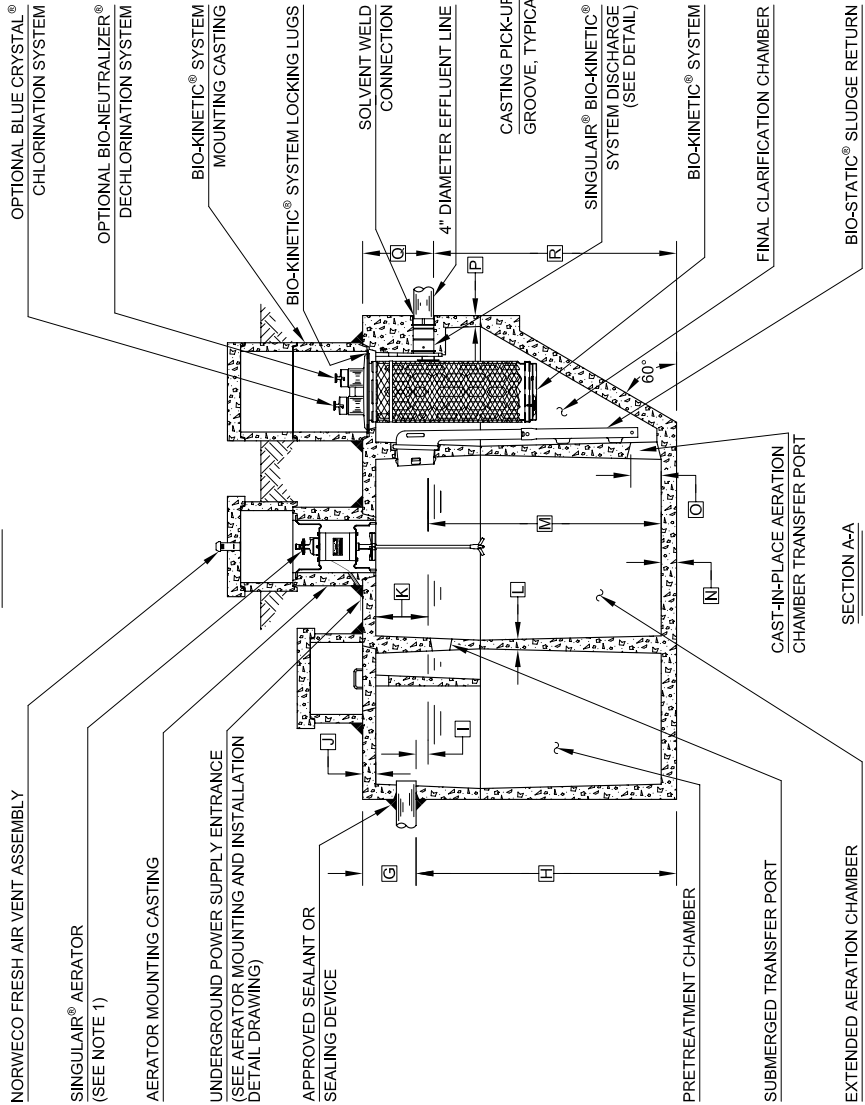 NORWECO FRESH AIR VENT ASSEMBLY
SINGULAIR® AERATOR
(SEE NOTE 1)
AERATOR MOUNTING CASTING
UNDERGROUND POWER SUPPLY ENTRANCE
(SEE AERATOR MOUNTING AND INSTALLATION
DETAIL DRAWING)
APPROVED SEALANT OR
SEALING DEVICE
PRETREATMENT CHAMBER
SUBMERGED TRANSFER PORT
EXTENDED AERATION CHAMBER
OPTIONAL BLUE CRYSTAL®
CHLORINATION SYSTEM
OPTIONAL BIO-NEUTRALIZER®
DECHLORINATION SYSTEM
BIO-KINETIC® SYSTEM
MOUNTING CASTING
BIO-KINETIC® SYSTEM LOCKING LUGS
SOLVENT WELD
CONNECTION
4" DIAMETER EFFLUENT LINE
CASTING PICK-UP
GROOVE, TYPICA
SINGULAIR® BIO-KINETIC®
SYSTEM DISCHARGE
(SEE DETAIL)
BIO-KINETIC® SYSTEM
FINAL CLARIFICATION CHAMBER
BIO-STATIC® SLUDGE RETURN
CAST-IN-PLACE AERATION
CHAMBER TRANSFER PORT
SECTION A-A
G
H
I
J
K
L
M
N
O
P
Q
R
60°